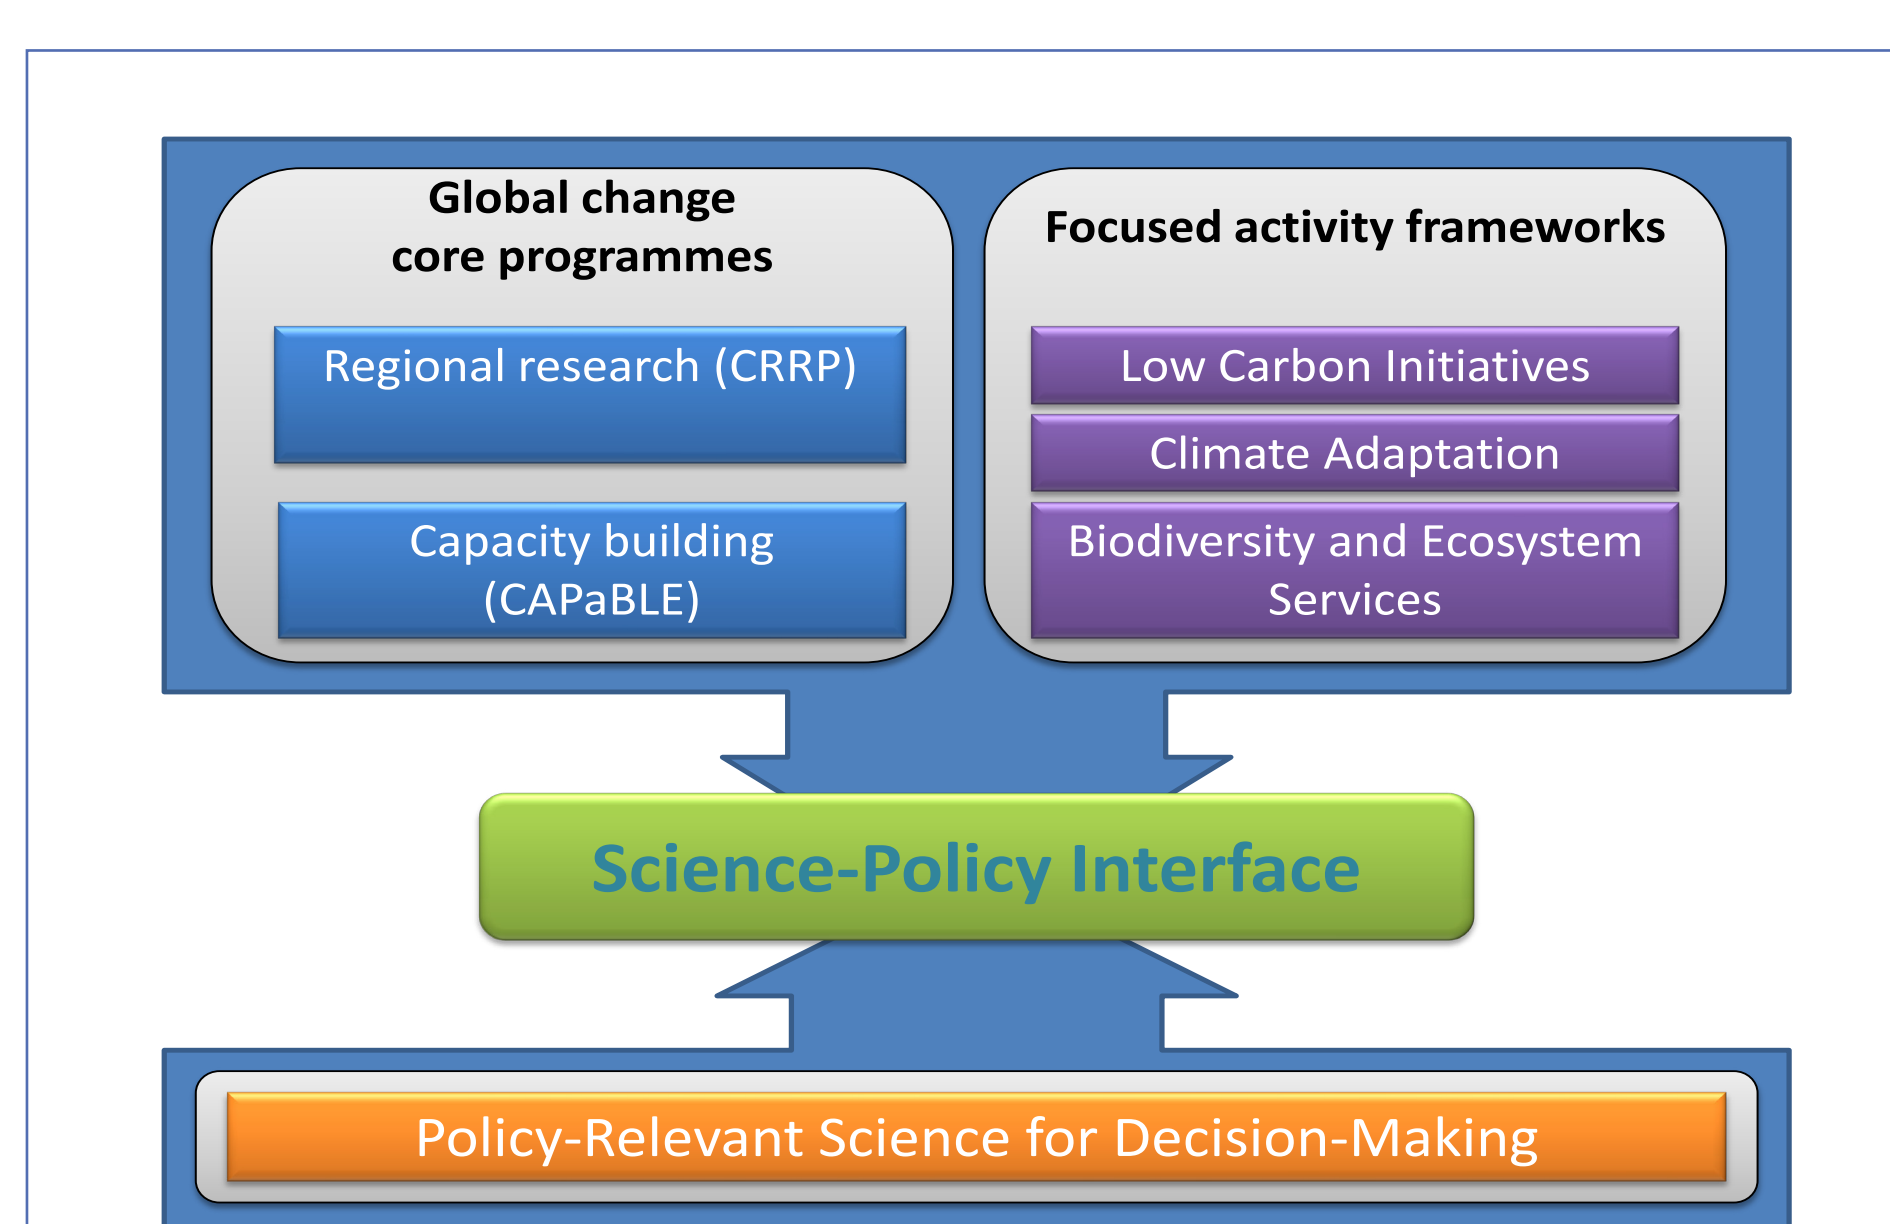 Global change
core programmes
Regional research (CRRP)
Capacity building
(CAPaBLE)
Focused activity frameworks
Low Carbon Initiatives
Climate Adaptation
Biodiversity and Ecosystem
Services
Science-Policy Interface
Policy-Relevant Science for Decision-Making